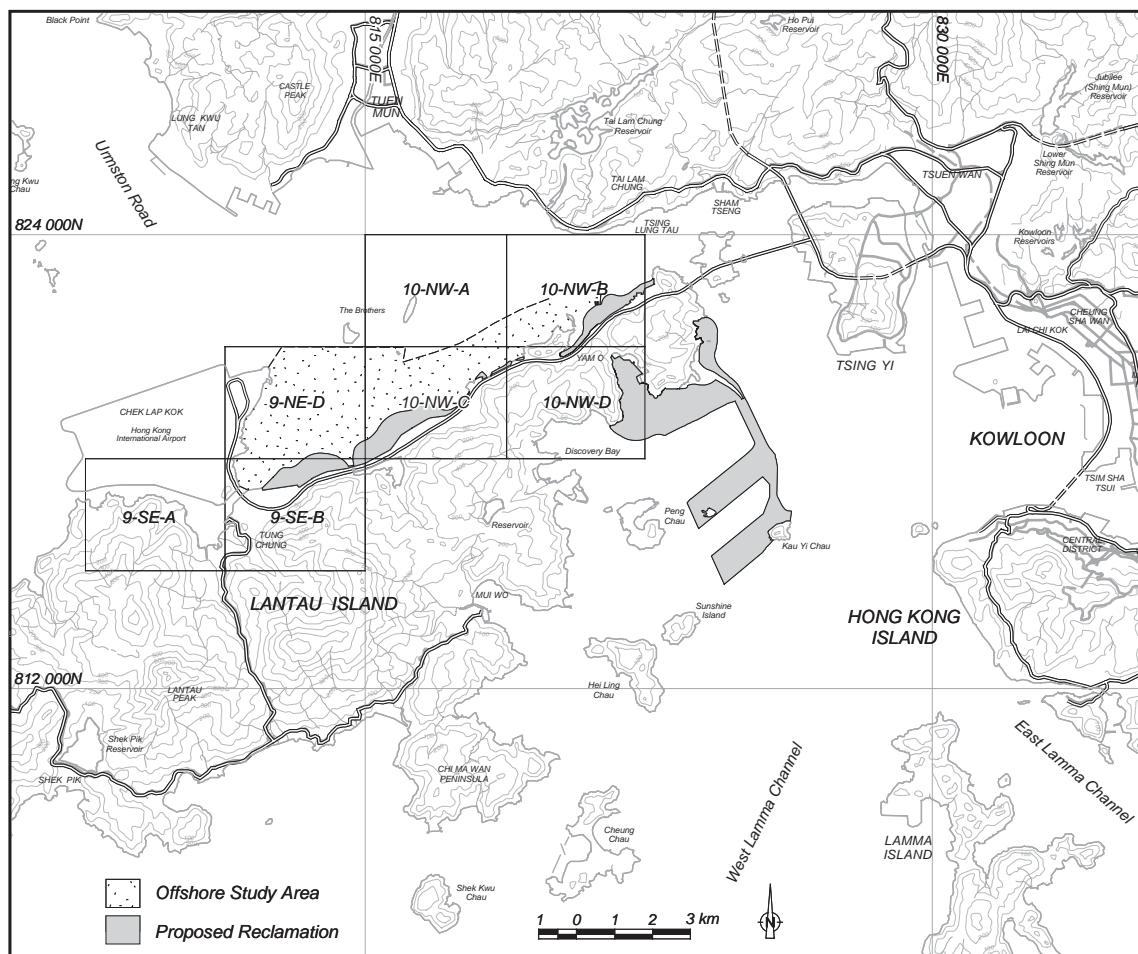 Black Point
815 000E
Ho Pui
Reservoir
830 000E
CASTLE
PEAK
TUEN
MUN
Jubilee
(Shing Mun)
Reservoir
LUNG KWU
TAN
Tai Lam Chung
Reservoir
Urmston Road
ng Kwu
Chau
Lower
Shing Mun
Reservoir
TAI LAM
CHUNG
TSUEN WAN
SHAM
TSENG
TSING
LUNG TAU
824 000N
Kowloon
Reservoirs
10-NW-A
10-NW-B
The Brothers
CHEUNG
SHA WAN
LAI CHI KOK
YAM O
TSING YI
9-NE-D
10-NW-C
10-NW-D
CHEK LAP KOK
Hong Kong
International Airport
KOWLOON
Discovery Bay
TSIM SHA
TSUI
9-SE-A
9-SE-B
Reservoir
Peng
Chau
TUNG
CHUNG
Kau Yi Chau
CENTRAL
DISTRICT
LANTAU ISLAND
MUI WO
Sunshine
Island
HONG KONG
ISLAND
812 000N
LANTAU
PEAK
Hei Ling
Chau
Shek Pik
Reservoir
East Lamma Channel
SHEK PIK
CHI MA WAN
PENINSULA
West Lamma Channel
Cheung
Chau
LAMMA
ISLAND
Shek Kwu
Chau
Offshore Study Area
Proposed Reclamation
1 0 1 2 3 km
N